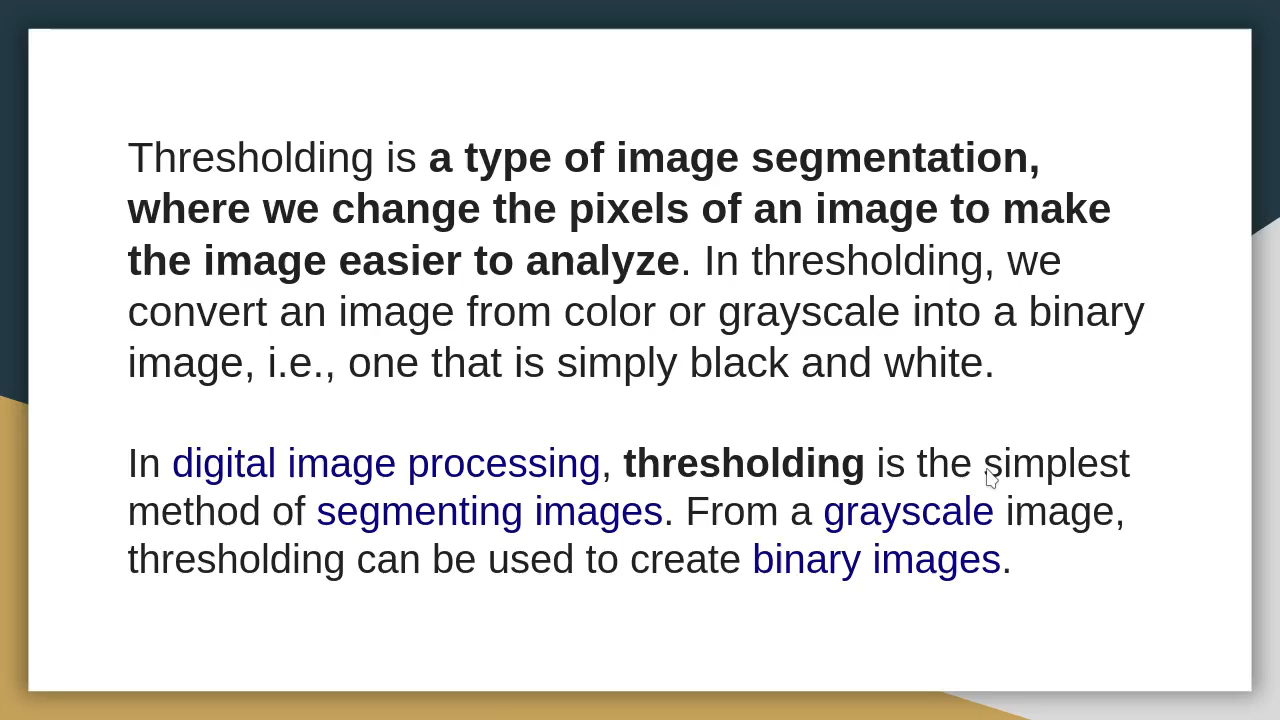 Thresholding is a type of image segmentation,
where we change the pixels of an image to make
the image easier to analyze. In thresholding, we
convert an image from color or grayscale into a binary
image, i.e., one that is simply black and white.
In digital image processing, thresholding is the simplest
method of segmenting images. From a grayscale image,
thresholding can be used to create binary images.